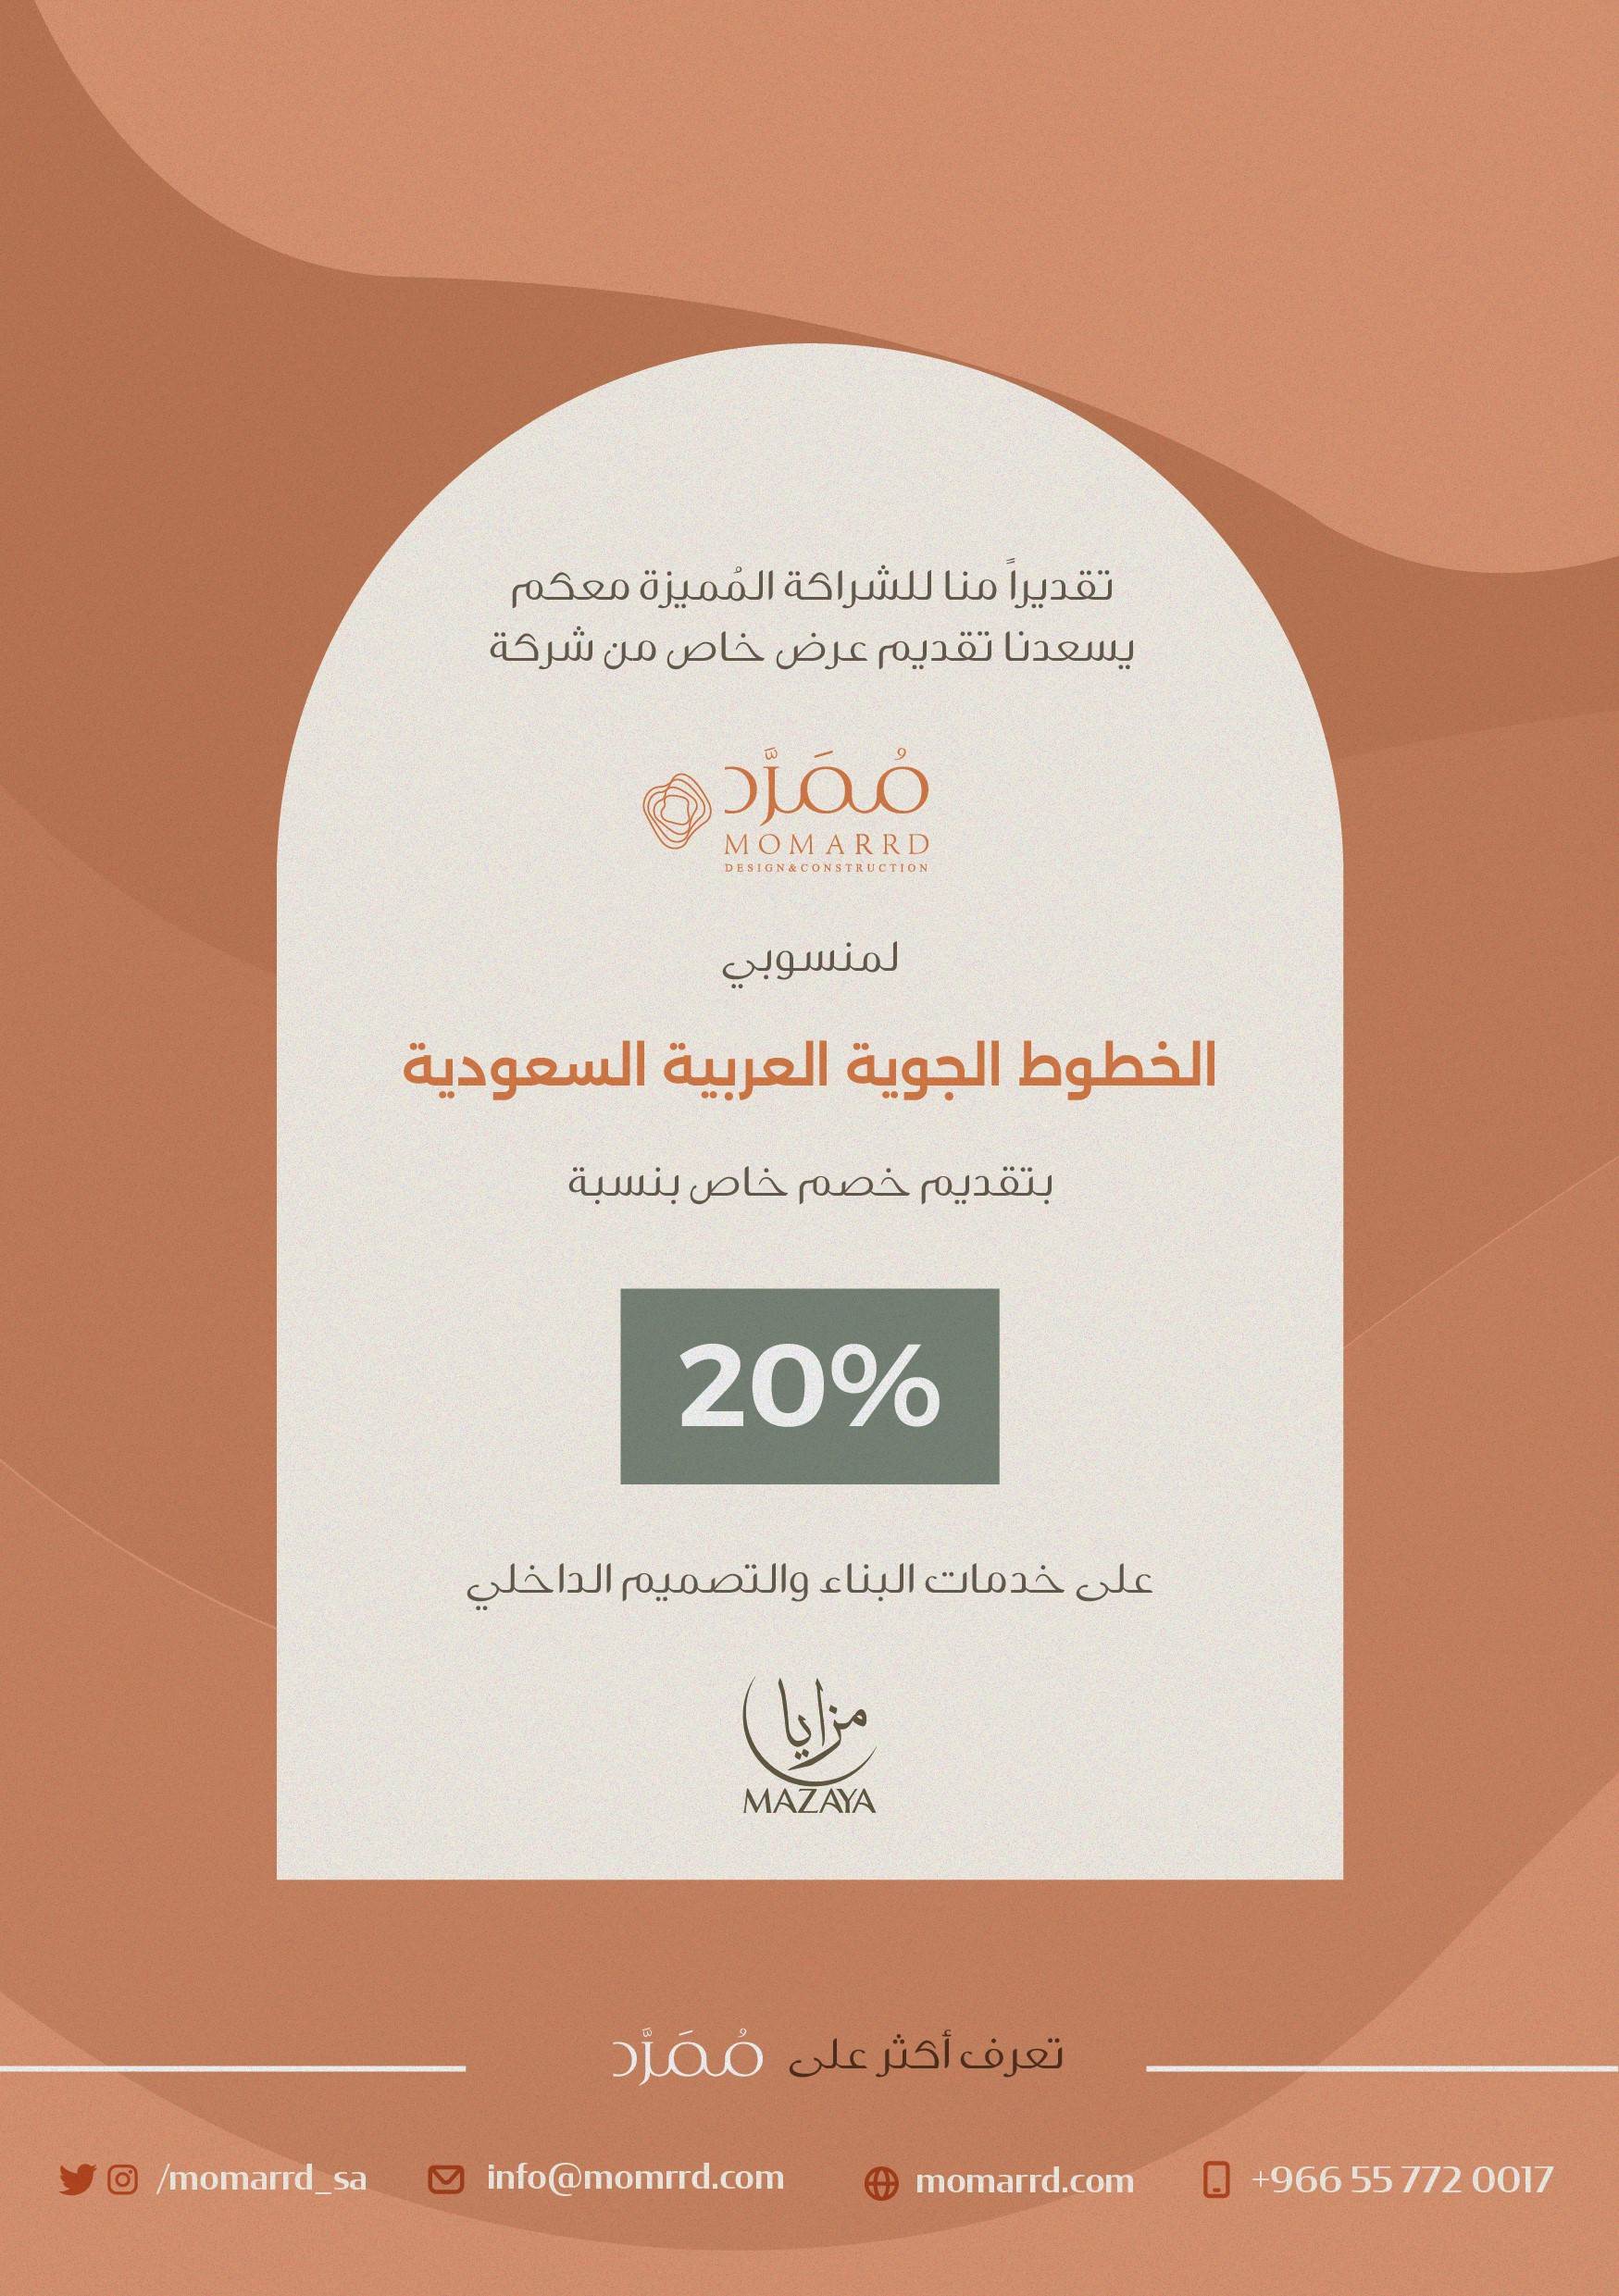 تقديراً منا للشراكة المُميزة معكم
يسعدنا تقديم عرض خاص من شركة
مُمَرَّد
MOMARRD
DESIGN&CONSTRUCTION
لمنسوبي
الخطوط الجوية العربية السعودية
بتقديم خصم خاص بنسبة
20%
على خدمات البناء والتصميم الداخلي
مزايا
MAZAYA
تعرف أكثر على مُمَرَّد
/momarrd_sa info@momrrd.com momarrd.com +966 55 772 0017